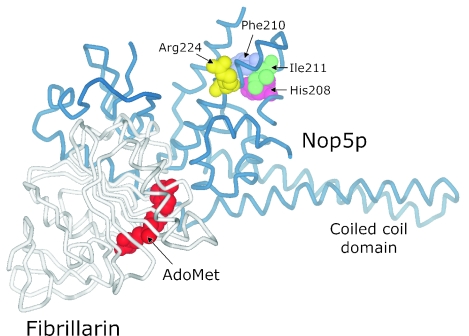 Phe210
Arg224
Ile211
His208
Nop5p
Coiled coil
domain
AdoMet
Fibrillarin